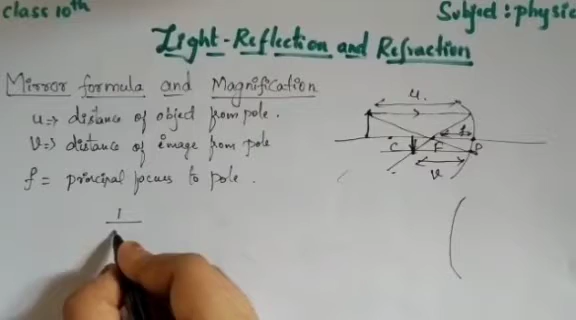 Class 10th
Subject: physic
Light-Reflection and Refraction
Mirror formula and Magnification
u => distance of object from pole.
v => distance of image from pole
f = principal focus to pole.
1
u
f
C F P
v